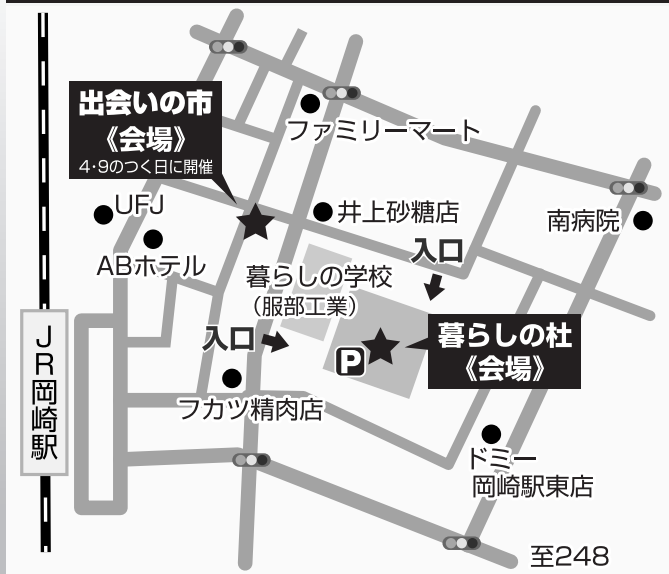 出会いの市
《会場》
4・9のつく日に開催
ファミリーマート
UFJ
井上砂糖店
南病院
ABホテル
入口
暮らしの学校
（服部工業）
入口
暮らしの杜
《会場》
P
JR岡崎駅
フカツ精肉店
ドミー
岡崎駅東店
至248